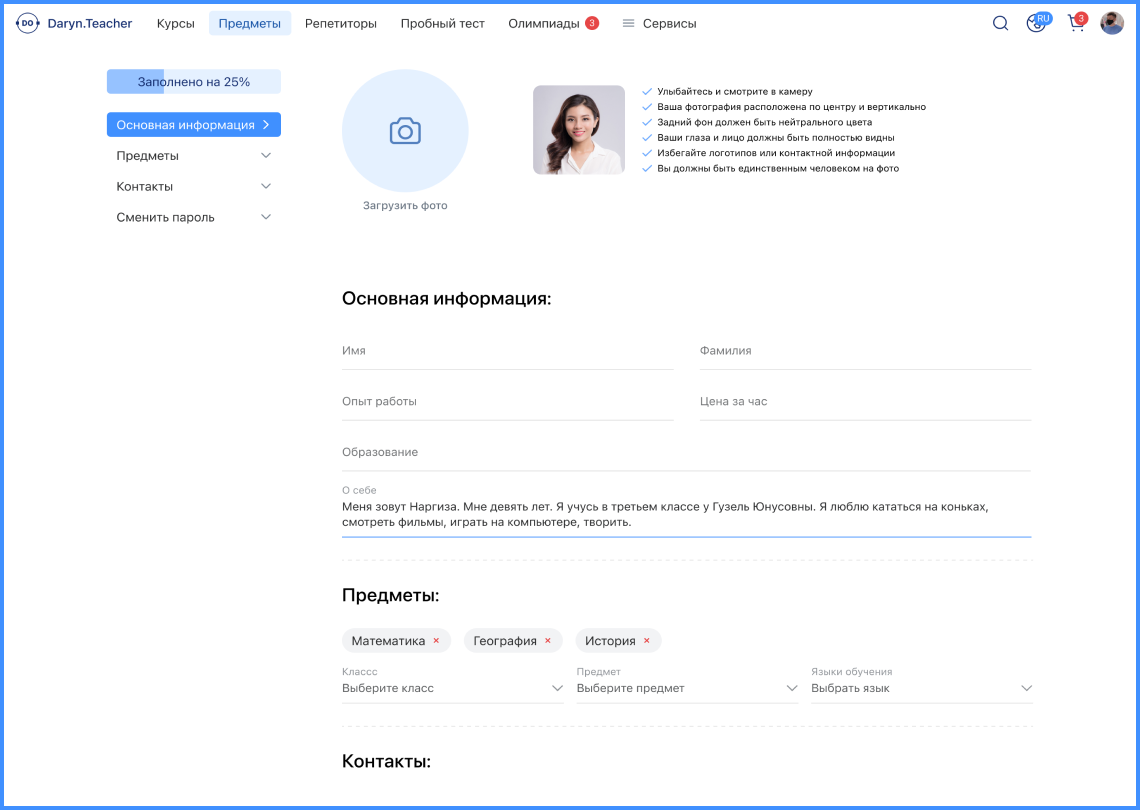 DO Daryn.Teacher Курсы Предметы Репетиторы Пробный тест Олимпиады 3 Сервисы RU 3
Заполнено на 25%
Основная информация
Предметы
Контакты
Сменить пароль
Загрузить фото
Улыбайтесь и смотрите в камеру
Ваша фотография расположена по центру и вертикально
Задний фон должен быть нейтрального цвета
Ваши глаза и лицо должны быть полностью видны
Избегайте логотипов или контактной информации
Вы должны быть единственным человеком на фото
Основная информация:
Имя Фамилия
Опыт работы Цена за час
Образование
О себе
Меня зовут Наргиза. Мне девять лет. Я учусь в третьем классе у Гузель Юнусовны. Я люблю кататься на коньках,
смотреть фильмы, играть на компьютере, творить.
Предметы:
Математика × География × История ×
Классс Предмет Языки обучения
Выберите класс Выберите предмет Выбрать язык
Контакты: